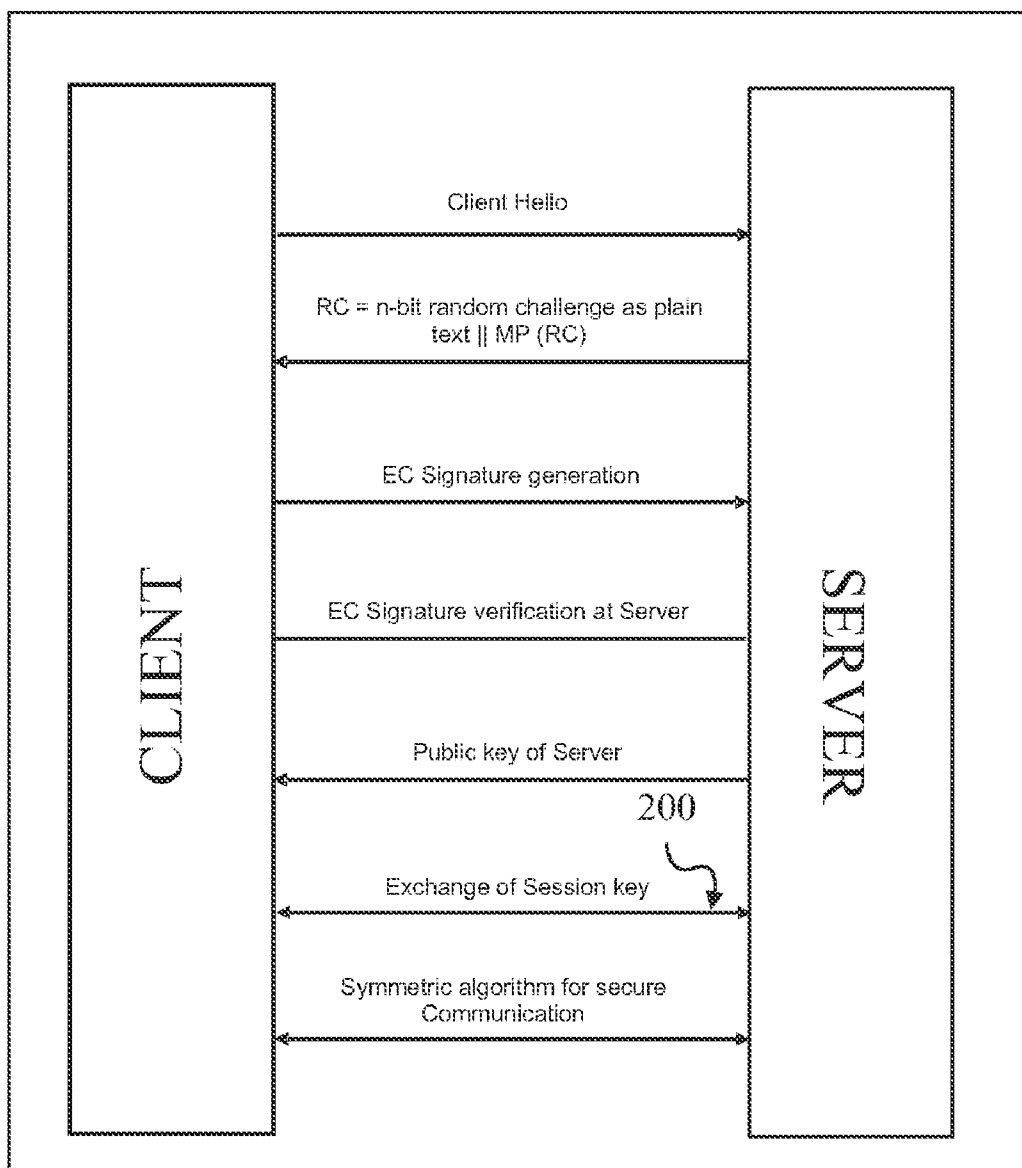 Client Hello
RC = n-bit random challenge as plain
text || MP (RC)
EC Signature generation
CLIENT
SERVER
EC Signature verification at Server
Public key of Server
200
Exchange of Session key
Symmetric algorithm for secure
Communication